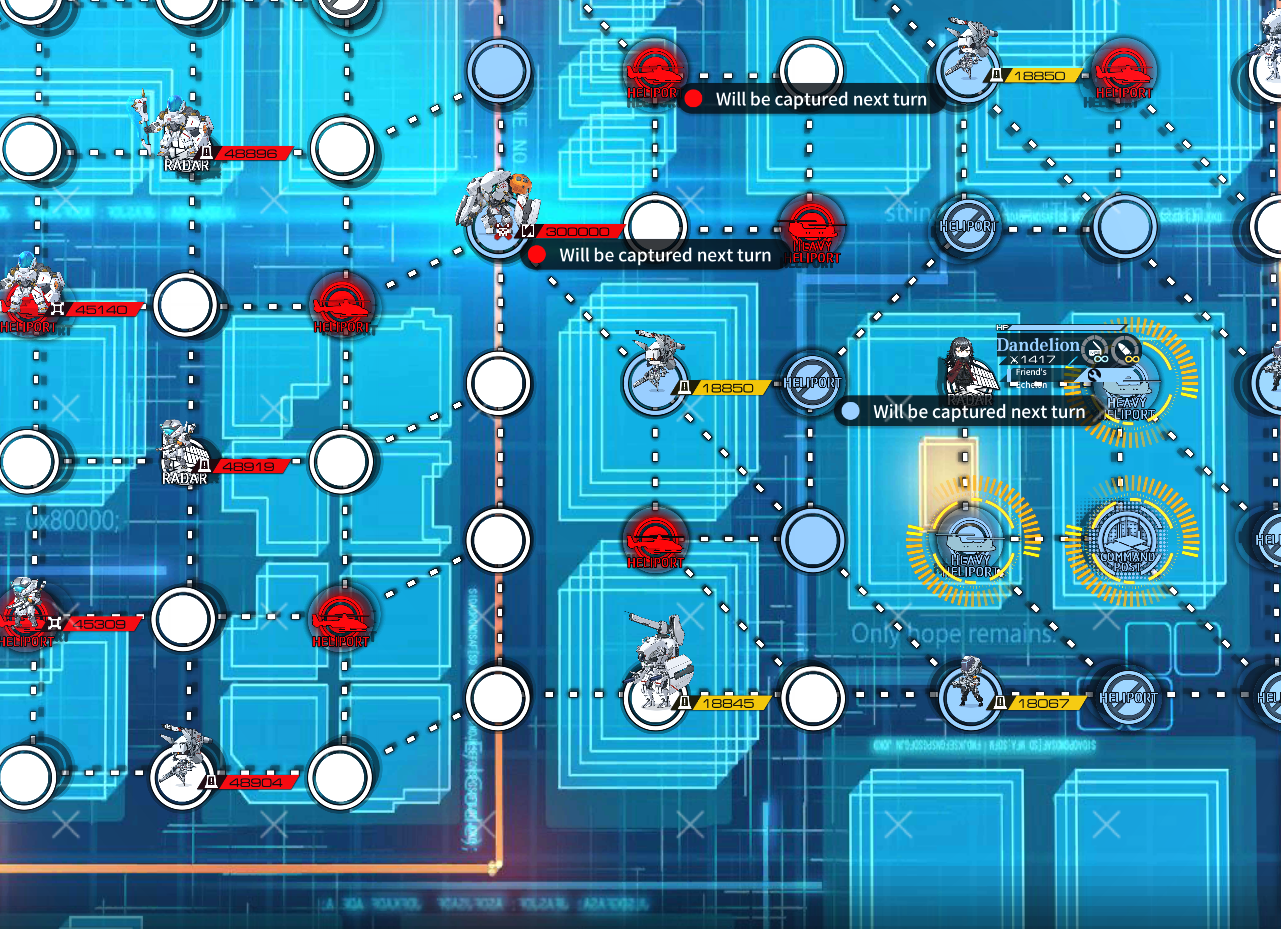 HELIPORT
HELIPORT
18850
Will be captured next turn
48896
RADAR
300000
HEAVY
HELIPORT
HELIPORT
Will be captured next turn
45140
HELIPORT
HELIPORT
HP
Dandelion
X1417
Friend's
Echelon
18850
HELIPORT
RADAR
HEAVY
HELIPORT
Will be captured next turn
48919
RADAR
= 0x80000;
HELIPORT
HEAVY
HELIPORT
COMMAND
POST
45309
HELIPORT
HELIPORT
Only hope remains.
18845
18067
HELIPORT
48904